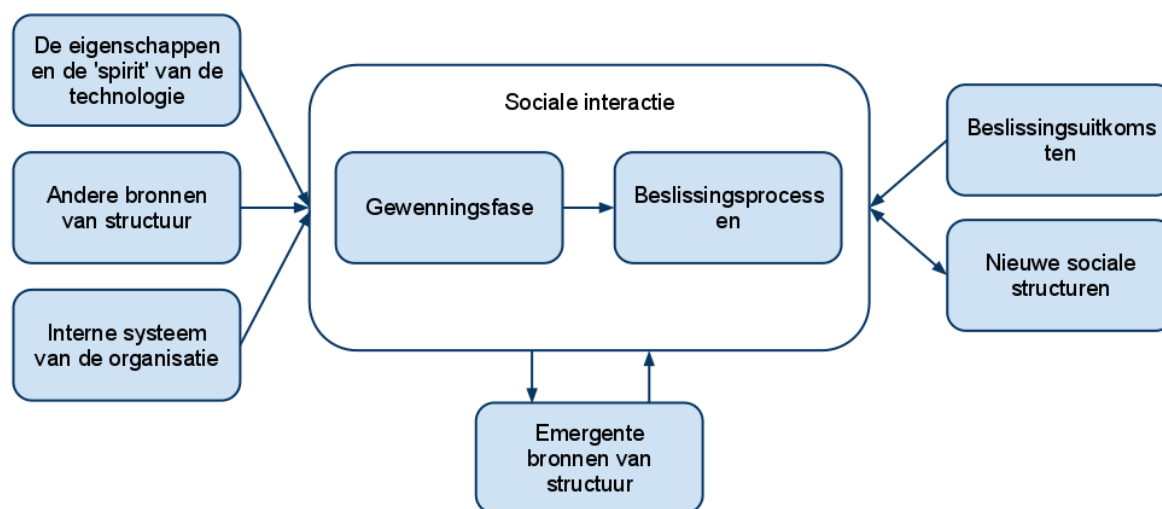 De eigenschappen
en de 'spirit' van de
technologie
Andere bronnen
van structuur
Interne systeem
van de organisatie
Sociale interactie
Gewenningsfase
Beslissingsprocess
en
Emergente
bronnen van
structuur
Beslissingsuitkoms
ten
Nieuwe sociale
structuren